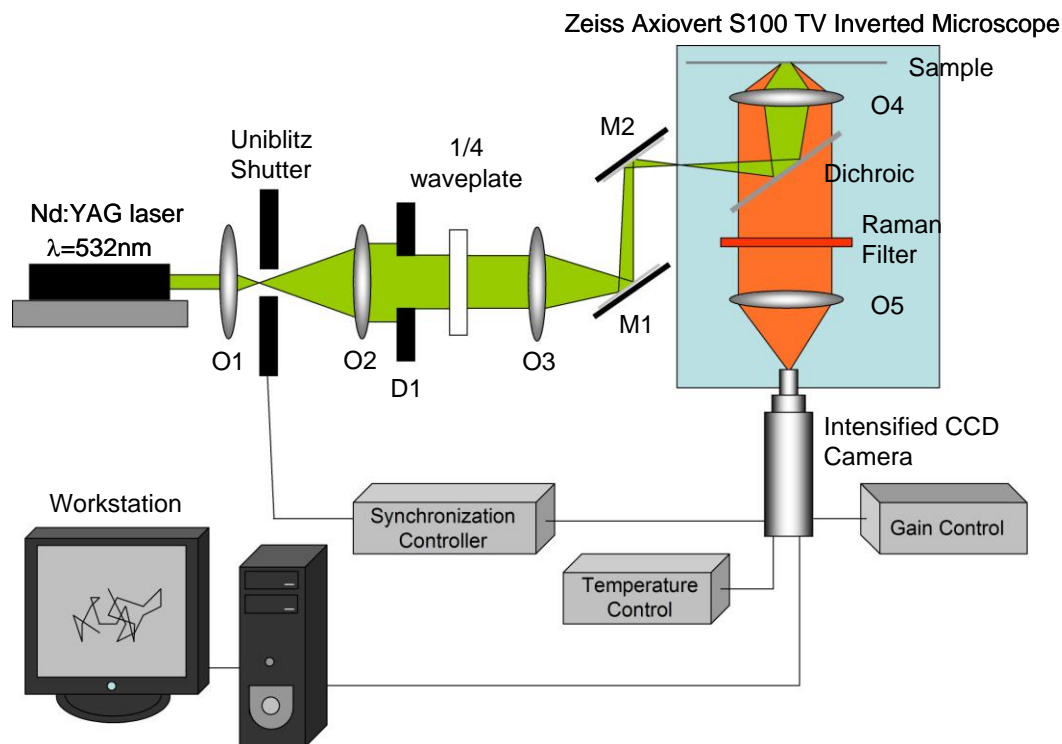 Zeiss Axiovert S100 TV Inverted Microscope
Sample
O4
M2
Uniblitz
Shutter
1/4
waveplate
Dichroic
Nd:YAG laser
λ=532nm
Raman
Filter
O5
M1
O1
O2
O3
D1
Intensified CCD
Camera
Workstation
Synchronization
Controller
Gain Control
Temperature
Control